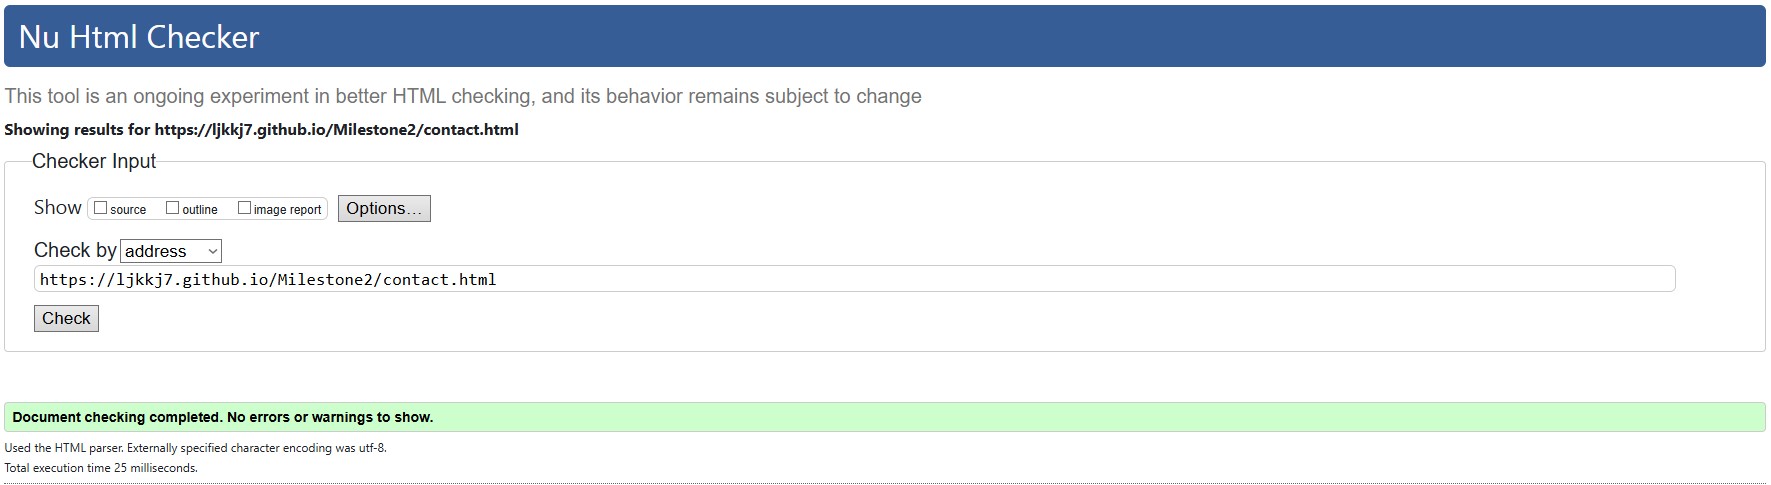 Nu Html Checker
This tool is an ongoing experiment in better HTML checking, and its behavior remains subject to change
Showing results for https://ljkkj7.github.io/Milestone2/contact.html
Checker Input
Show source outline image report Options...
Check by address
https://ljkkj7.github.io/Milestone2/contact.html
Check
Document checking completed. No errors or warnings to show.
Used the HTML parser. Externally specified character encoding was utf-8.
Total execution time 25 milliseconds.